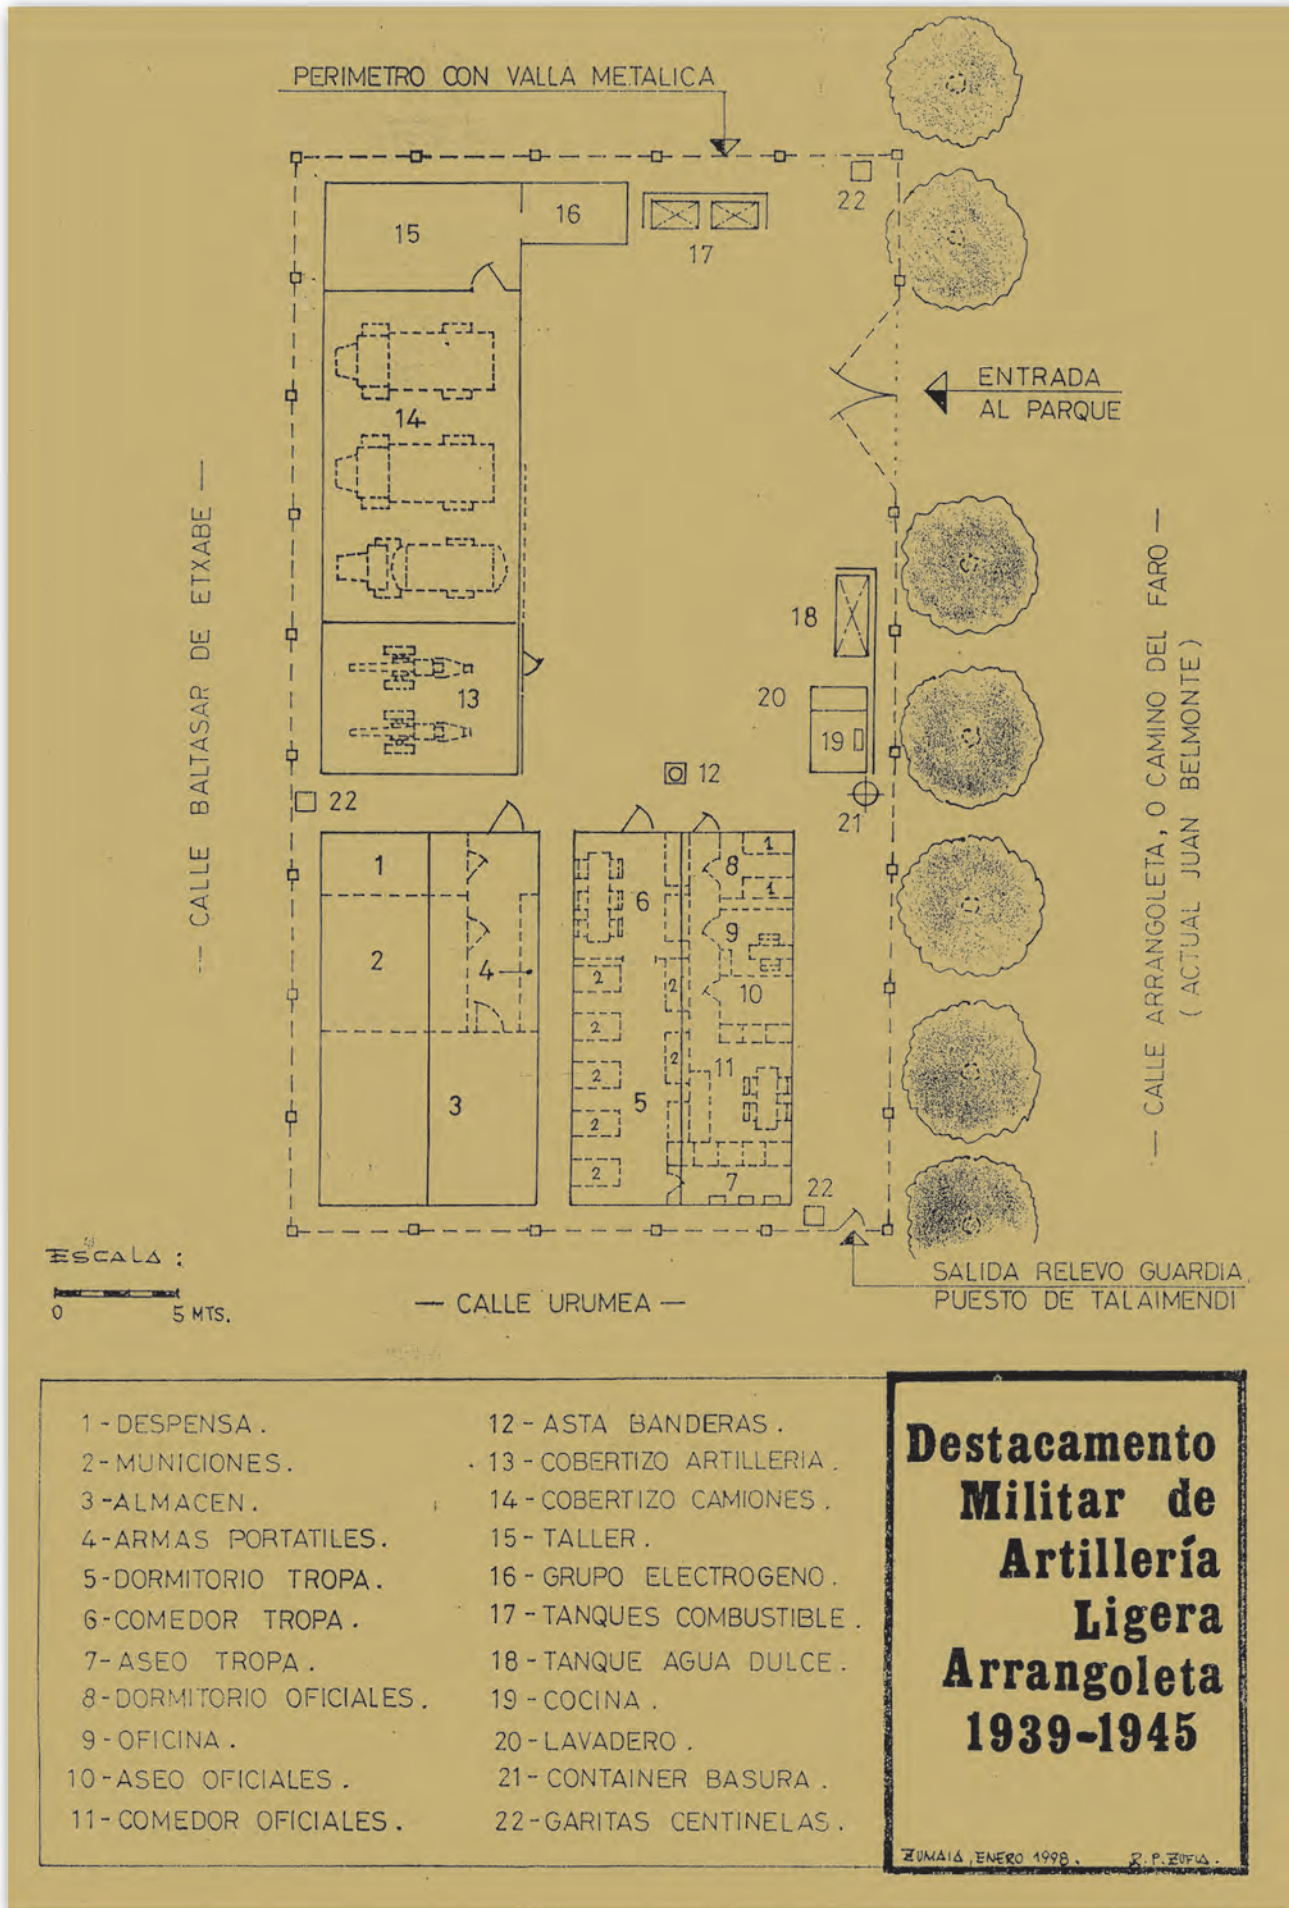 PERIMETRO CON VALLA METALICA
22
16
15
17
ENTRADA
AL PARQUE
14
— CALLE BALTASAR DE ETXABE —
— CALLE ARRANGOLETA, O CAMINO DEL FARO —
( ACTUAL JUAN BELMONTE )
18
13
20
19
12
22
21
1
8
1
1
6
9
2
4
2
2
10
2
2
11
2
3
5
2
2
7
22
ESCALA :
0 5 MTS.
— CALLE URUMEA —
SALIDA RELEVO GUARDIA
PUESTO DE TALAIMENDI
1 - DESPENSA .
2 - MUNICIONES.
3 - ALMACEN .
4 - ARMAS PORTATILES.
5 - DORMITORIO TROPA .
6 - COMEDOR TROPA .
7 - ASEO TROPA .
8 - DORMITORIO OFICIALES .
9 - OFICINA .
10 - ASEO OFICIALES .
11 - COMEDOR OFICIALES .
12 - ASTA BANDERAS .
13 - COBERTIZO ARTILLERIA .
14 - COBERTIZO CAMIONES .
15 - TALLER .
16 - GRUPO ELECTROGENO .
17 - TANQUES COMBUSTIBLE .
18 - TANQUE AGUA DULCE .
19 - COCINA .
20 - LAVADERO .
21 - CONTAINER BASURA .
22 - GARITAS CENTINELAS .
Destacamento
Militar de
Artillería
Ligera
Arrangoleta
1939-1945
ZUMAIA, ENERO 1998. R. P. ZUFIA.